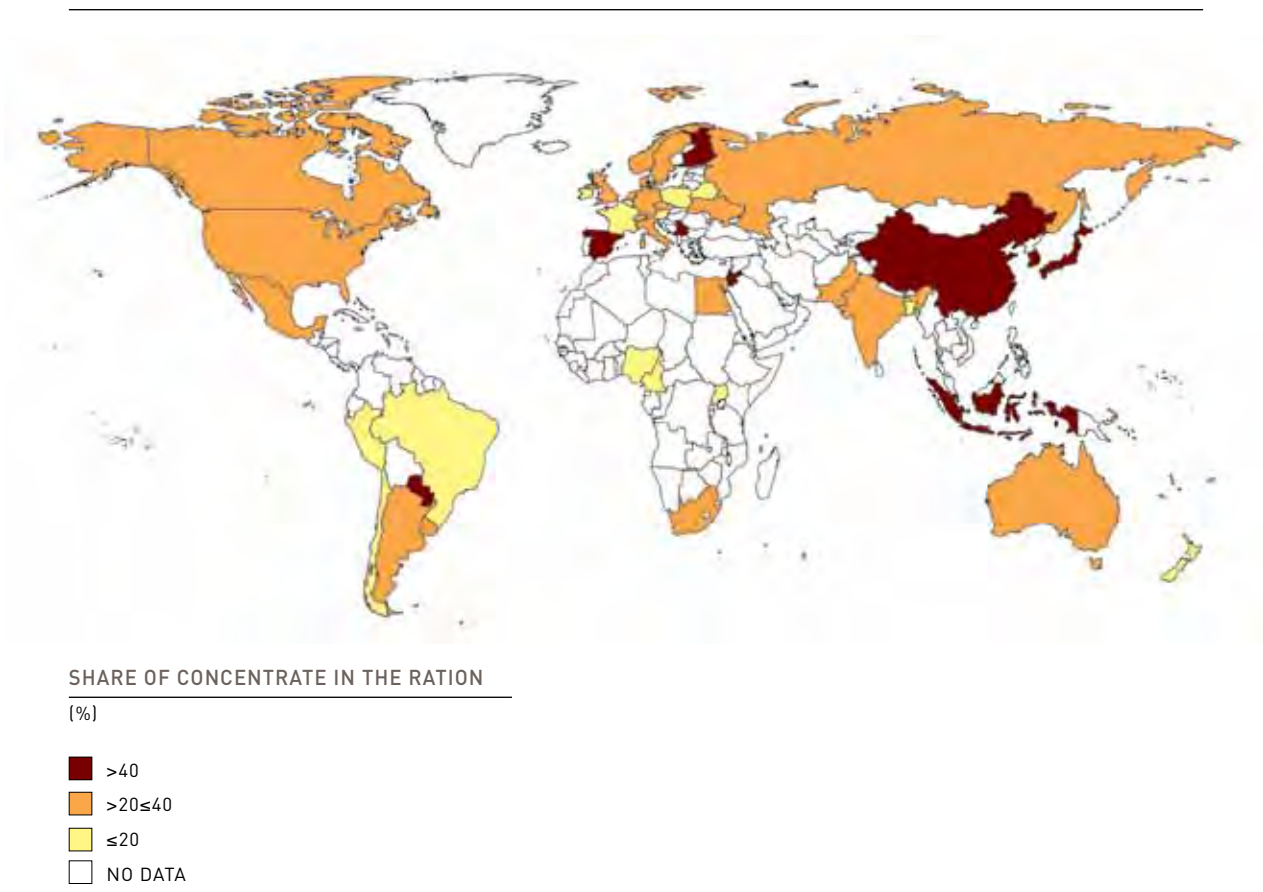 SHARE OF CONCENTRATE IN THE RATION
(%)
>40
>20≤40
≤20
NO DATA